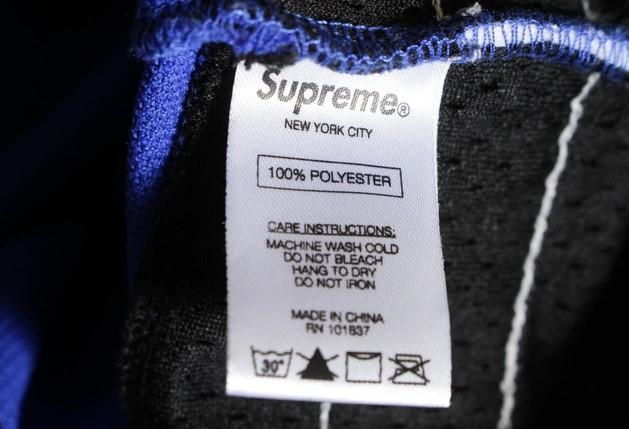 Supreme®
NEW YORK CITY
100% POLYESTER
CARE INSTRUCTIONS:
MACHINE WASH COLD
DO NOT BLEACH
HANG TO DRY
DO NOT IRON
MADE IN CHINA
RN 101837
30°